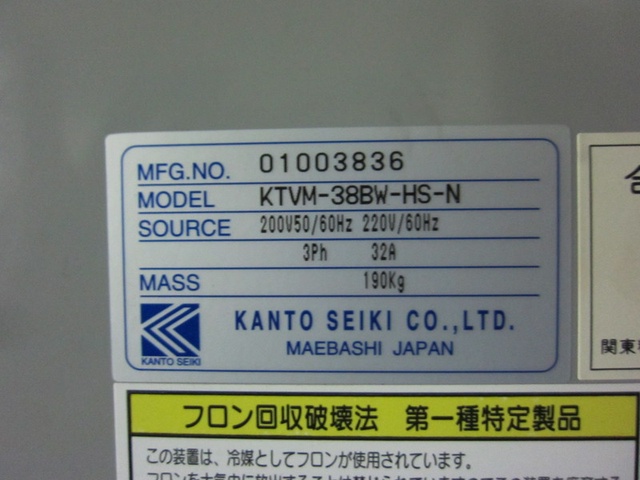 MFG.NO. 01003836
MODEL KTVM-38BW-HS-N
SOURCE 200V50/60Hz 220V/60Hz
3Ph 32A
MASS 190Kg
KANTO SEIKI
KANTO SEIKI CO.,LTD.
MAEBASHI JAPAN
合
関東
フロン回収破壊法 第一種特定製品
この装置は、冷媒としてフロンが使用されています。